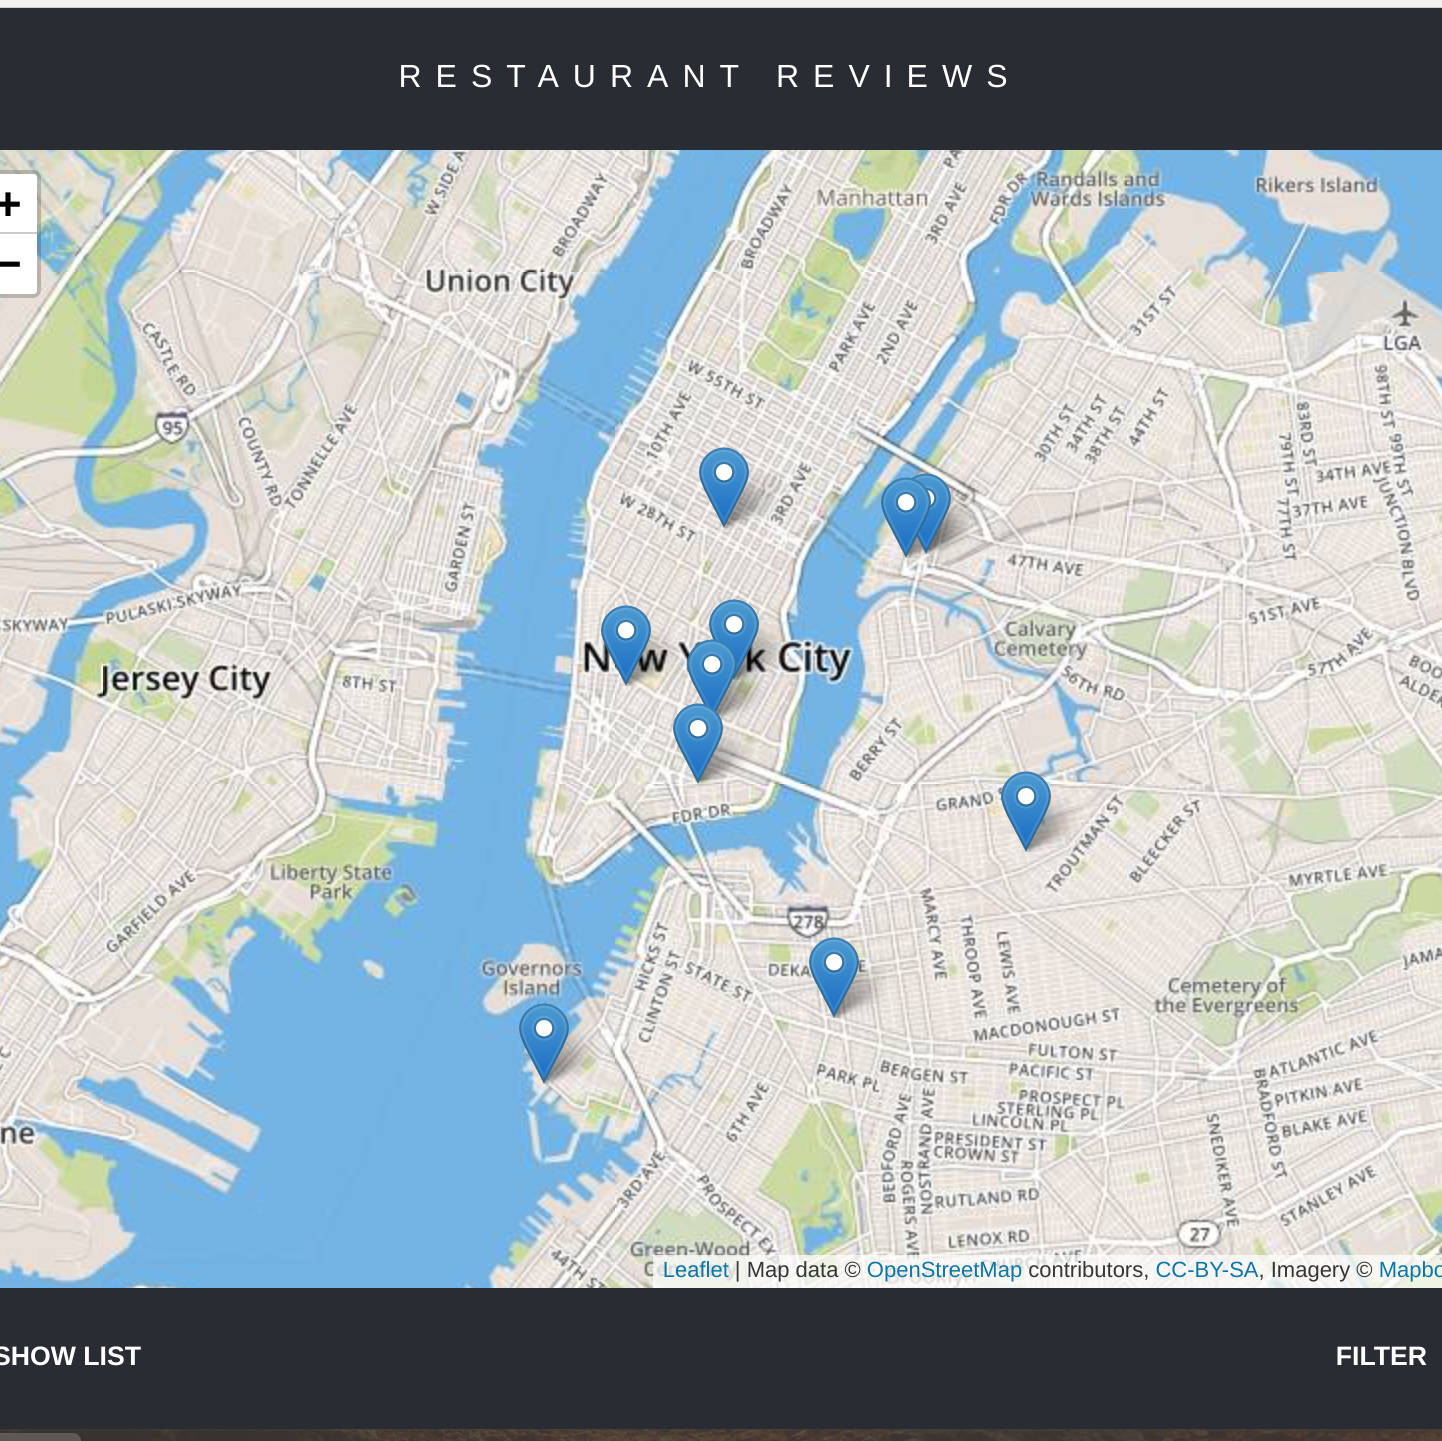 RESTAURANT REVIEWS
+
−
W SIDE A
BROADWAY
BROADWAY
Manhattan
3RD AVE
PA
FDR DR
Randalls and
Wards Islands
Rikers Island
Union City
CASTLE RD
PARK AVE
2ND AVE
31ST ST
LGA
W 55TH ST
10TH AVE
95
COUNTY RD
TONNELLE AVE
30TH ST
34TH ST
38TH ST
44TH ST
83RD ST
79TH ST
77TH ST
98TH ST
99TH ST
34TH AVE
37TH AVE
JUNCTION BLVD
W 28TH ST
3RD AVE
GARDEN ST
47TH AVE
PULASKI SKYWAY
SKYWAY
51ST AVE
Calvary
Cemetery
57TH AVE
BOO
ALDER
New York City
Jersey City
8TH ST
56TH RD
BERRY ST
GRAND S
FDR DR
TROUTMAN ST
BLEECKER ST
Liberty State
Park
GARFIELD AVE
MYRTLE AVE
278
MARCY AVE
THROOP AVE
LEWIS AVE
HICKS ST
CLINTON ST
STATE ST
DEKA E
JAMA
Governors
Island
Cemetery of
the Evergreens
MACDONOUGH ST
FULTON ST
PACIFIC ST
ATLANTIC AVE
PITKIN AVE
BLAKE AVE
BRADFORD ST
PARK PL
BERGEN ST
PROSPECT PL
STERLING PL
LINCOLN PL
PRESIDENT ST
CROWN ST
6TH AVE
BEDFORD AVE
ROGERS AVE
NOSTRAND AVE
SNEDIKER AVE
STANLEY AVE
ne
3RD AVE
PROSPECT EX
RUTLAND RD
LENOX RD
27
44TH ST
Green-Wood
Leaflet | Map data © OpenStreetMap contributors, CC-BY-SA, Imagery © Mapbo
SHOW LIST
FILTER